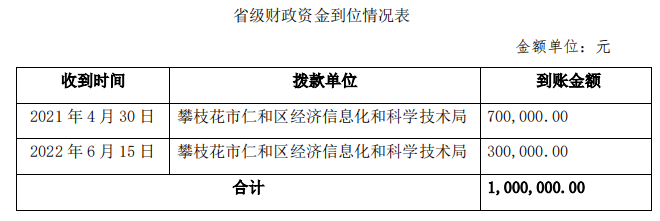 省级财政资金到位情况表
金额单位：元
收到时间 拨款单位 到账金额
2021 年 4 月 30 日 攀枝花市仁和区经济信息化和科学技术局 700,000.00
2022 年 6 月 15 日 攀枝花市仁和区经济信息化和科学技术局 300,000.00
合计 1,000,000.00